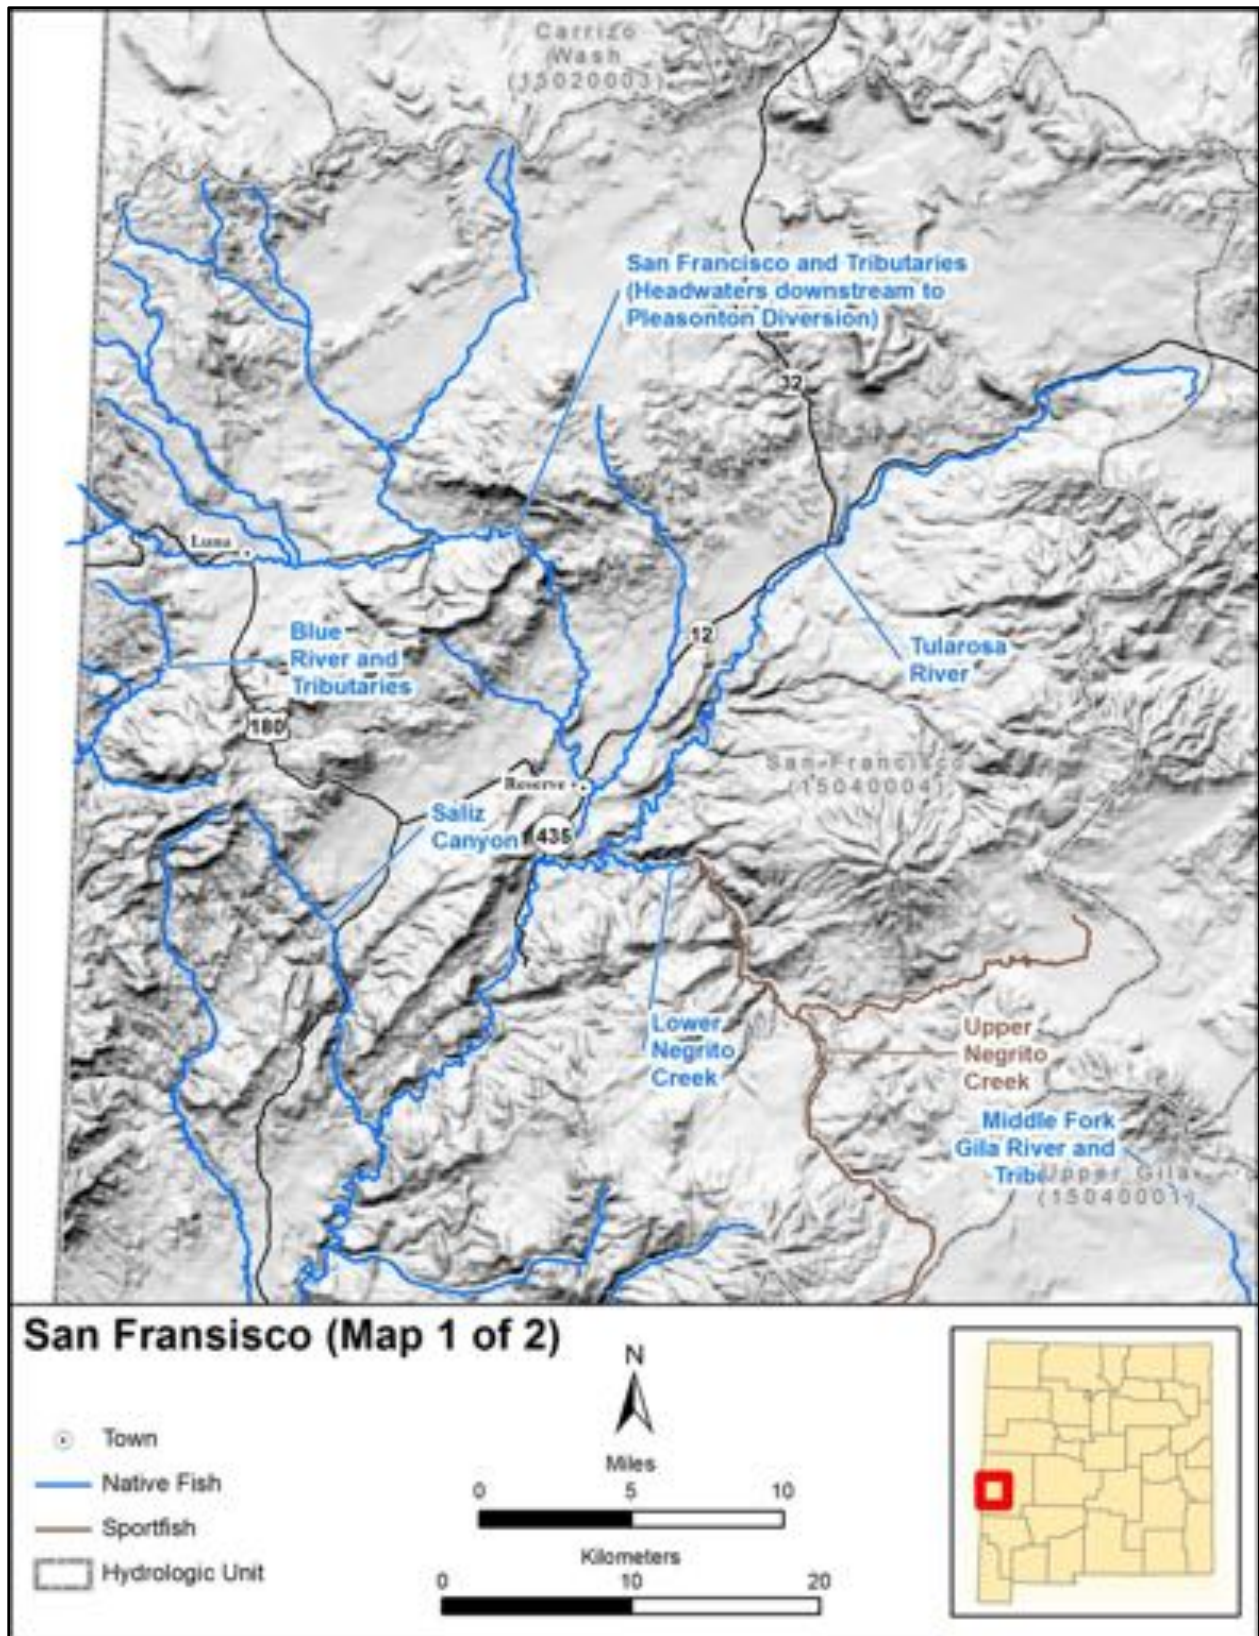 Carrizo
Wash
(15020003)
San Francisco and Tributaries
(Headwaters downstream to
Pleasonton Diversion)
32
Luna
12
Tularosa
River
Blue
River and
Tributaries
180
San Francisco
(15040004)
Reserve
Saliz
Canyon
435
Lower
Negrito
Creek
Upper
Negrito
Creek
Middle Fork
Gila River and
Tribs
Upper Gila
(15040001)
San Fransisco (Map 1 of 2)
N
Town
Native Fish
Sportfish
Hydrologic Unit
Miles
0 5 10
Kilometers
0 10 20